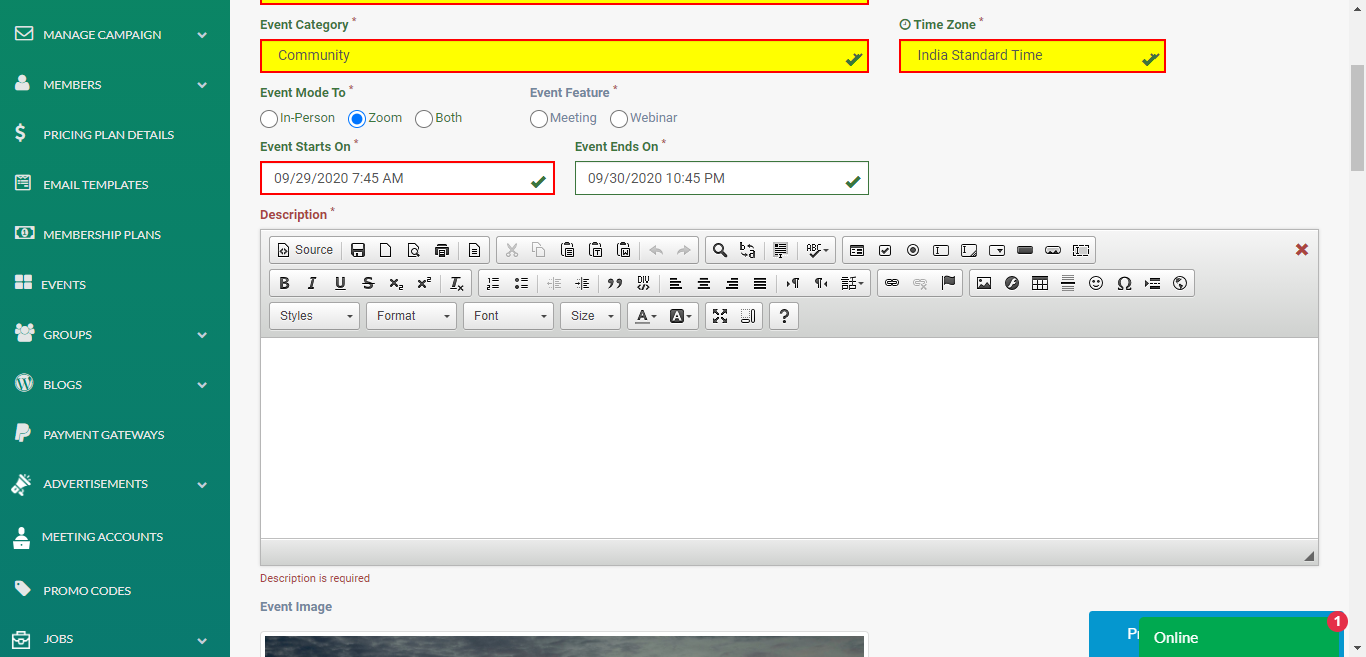 MANAGE CAMPAIGN
MEMBERS
PRICING PLAN DETAILS
EMAIL TEMPLATES
MEMBERSHIP PLANS
EVENTS
GROUPS
BLOGS
PAYMENT GATEWAYS
ADVERTISEMENTS
MEETING ACCOUNTS
PROMO CODES
JOBS
Event Category * Time Zone *
Community India Standard Time
Event Mode To * Event Feature *
In-Person Zoom Both Meeting Webinar
Event Starts On * Event Ends On *
09/29/2020 7:45 AM 09/30/2020 10:45 PM
Description *
Source
Styles Format Font Size
Description is required
Event Image
Online 1